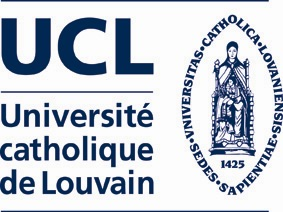 UCL
Université
catholique
de Louvain
UNIVERSITAS • CATHOLICA • LOVANIENSIS •
SEDES • SAPIENTIAE •
1425